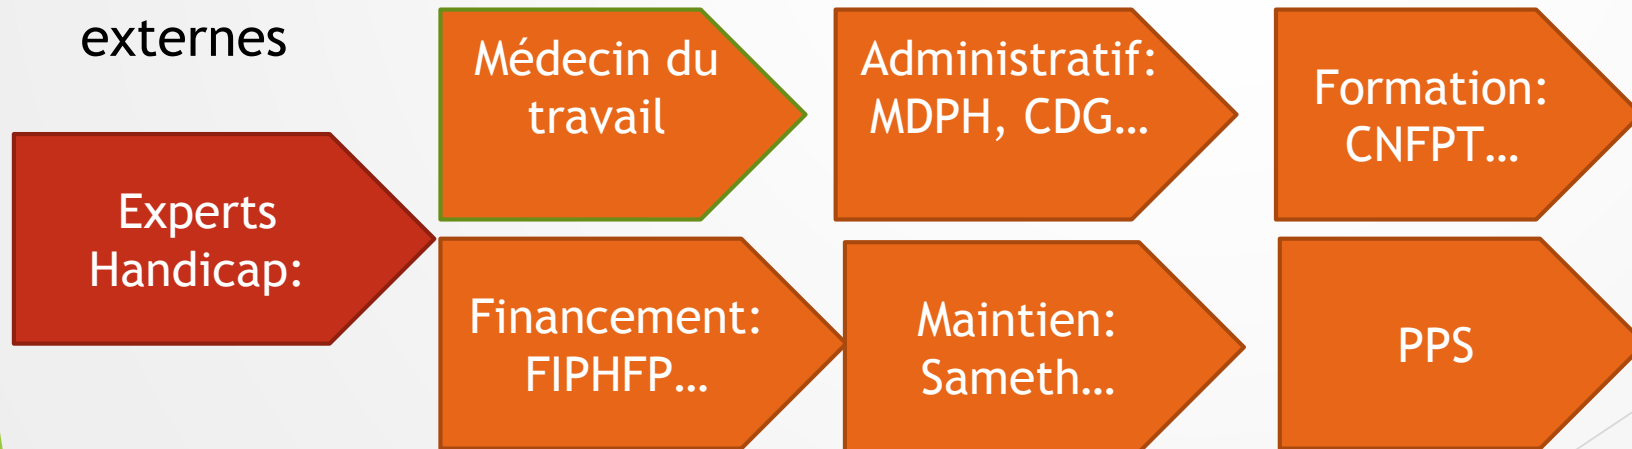 externes
Experts
Handicap:
Médecin du
travail
Administratif:
MDPH, CDG…
Formation:
CNFPT…
Financement:
FIPHFP…
Maintien:
Sameth…
PPS